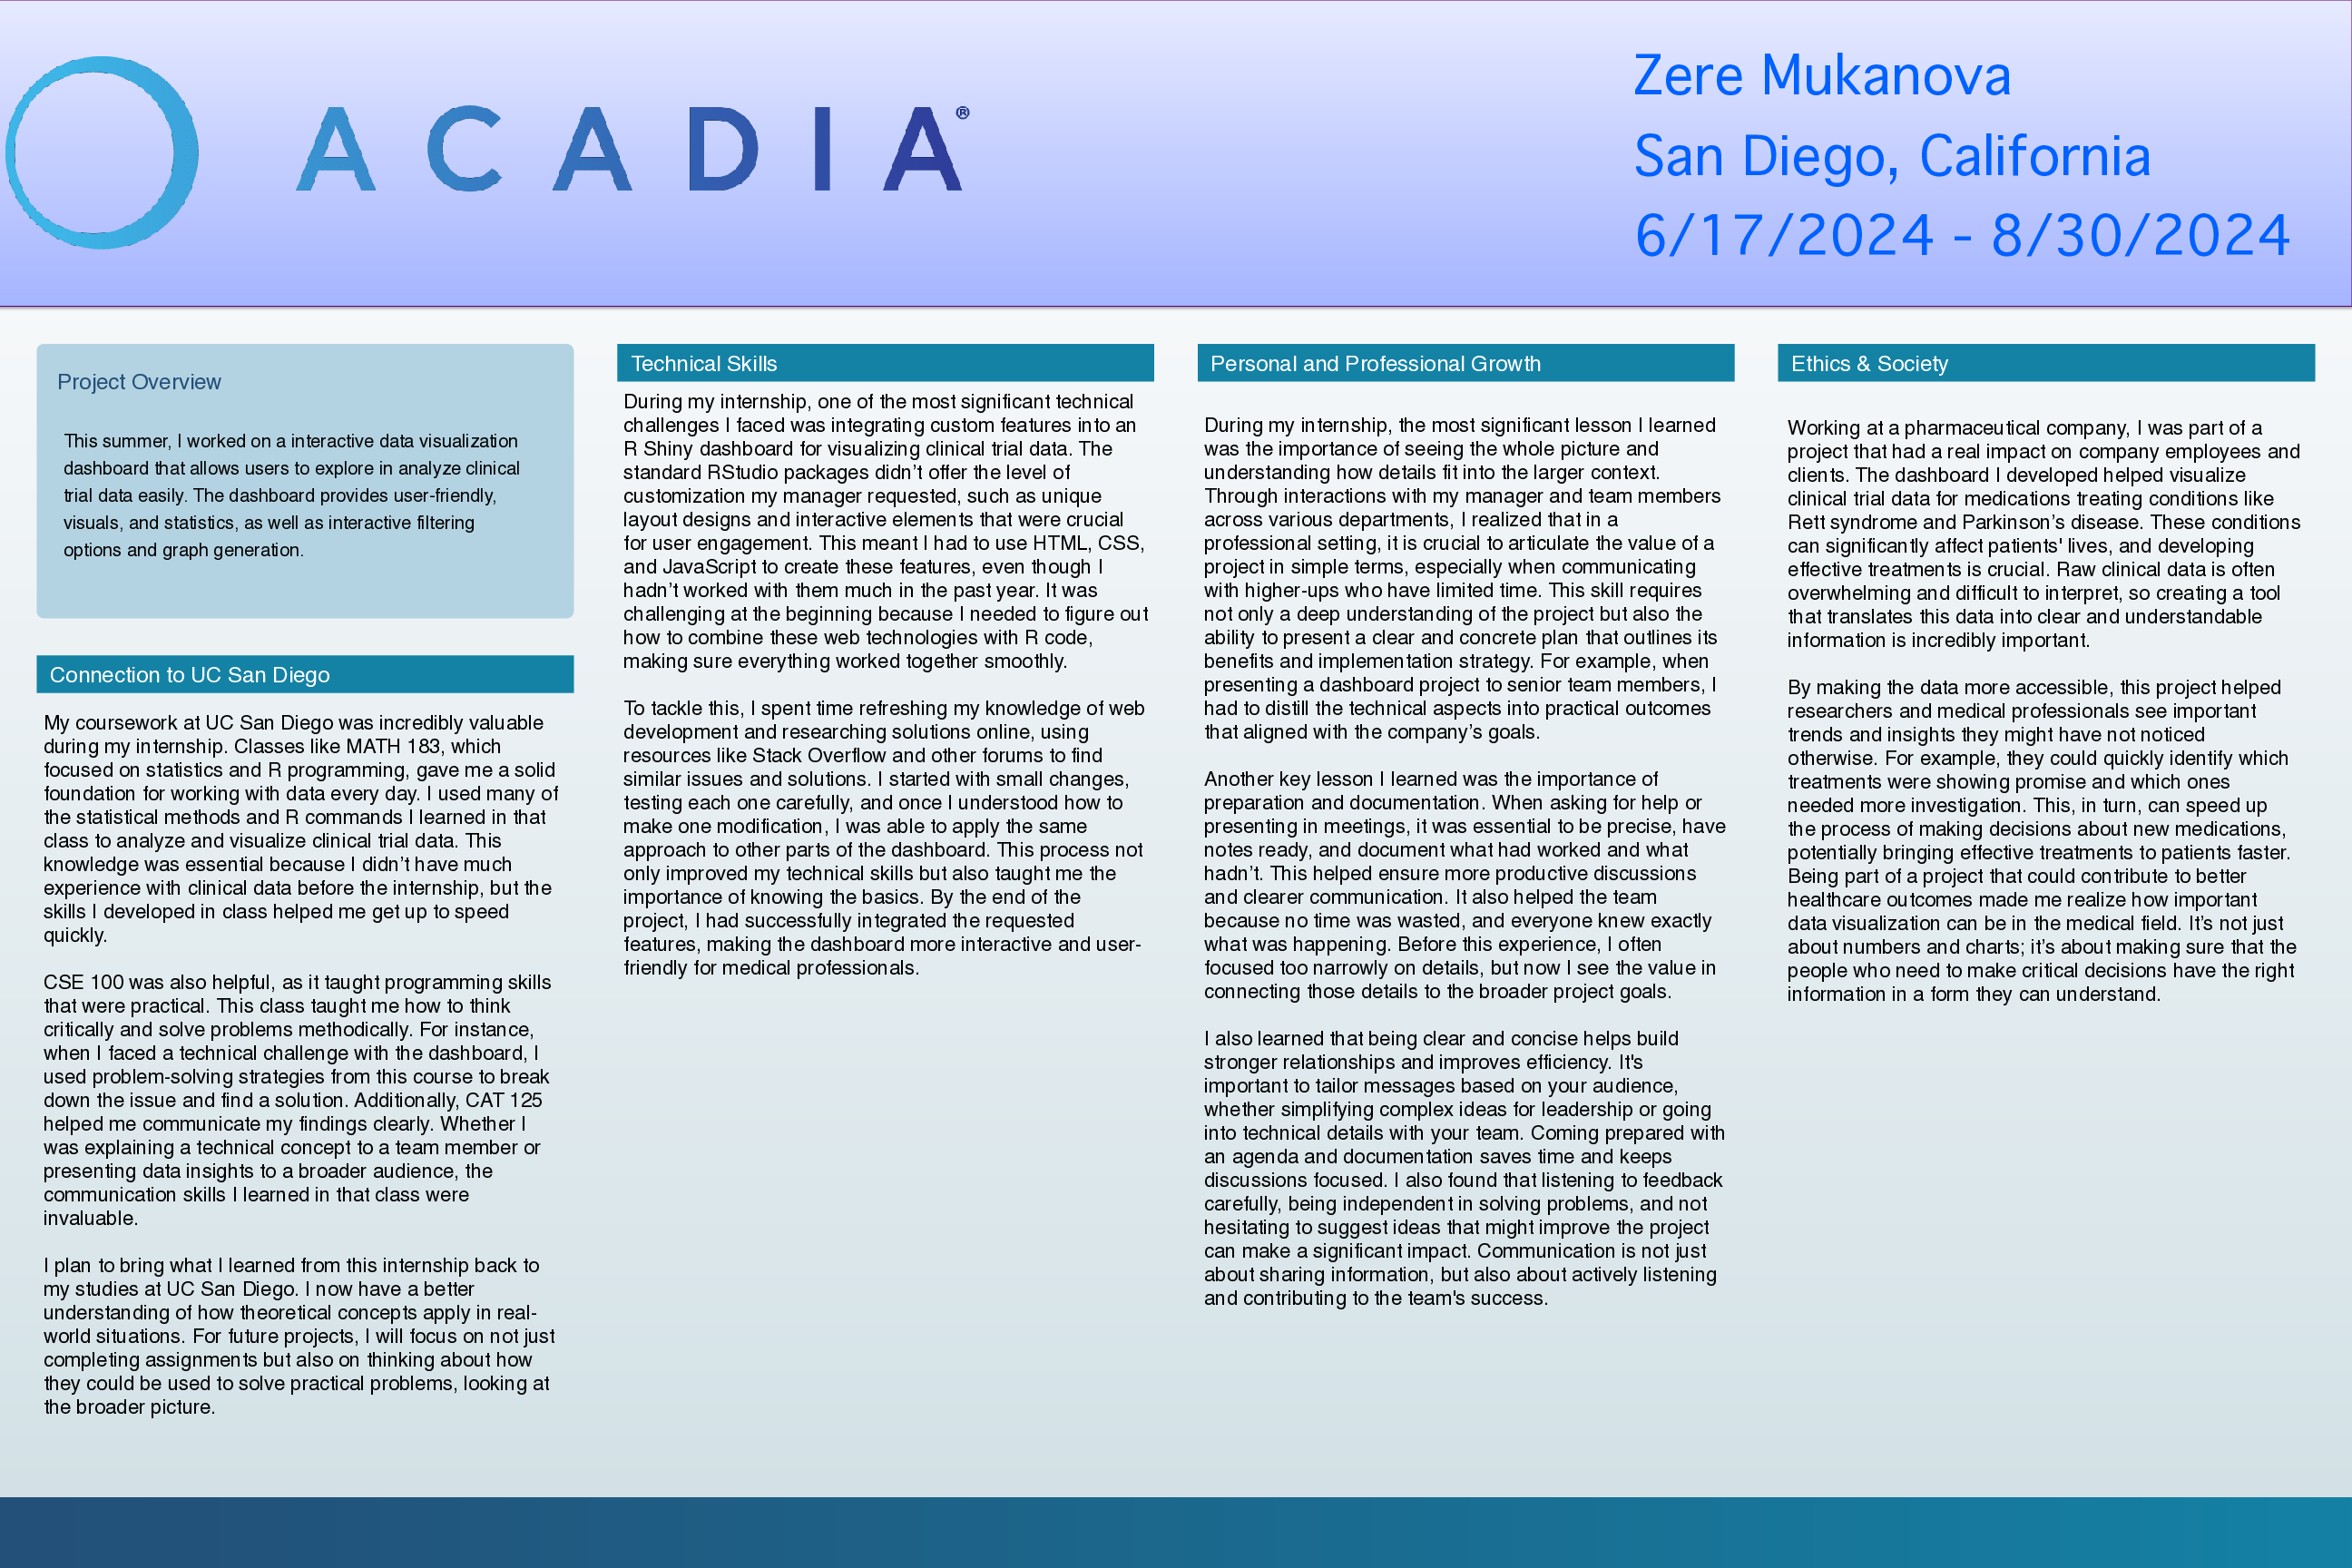 ACADIA®
Zere Mukanova
San Diego, California
6/17/2024 - 8/30/2024
Project Overview
This summer, I worked on a interactive data visualization
dashboard that allows users to explore in analyze clinical
trial data easily. The dashboard provides user-friendly,
visuals, and statistics, as well as interactive filtering
options and graph generation.
Connection to UC San Diego
My coursework at UC San Diego was incredibly valuable
during my internship. Classes like MATH 183, which
focused on statistics and R programming, gave me a solid
foundation for working with data every day. I used many of
the statistical methods and R commands I learned in that
class to analyze and visualize clinical trial data. This
knowledge was essential because I didn’t have much
experience with clinical data before the internship, but the
skills I developed in class helped me get up to speed
quickly.
CSE 100 was also helpful, as it taught programming skills
that were practical. This class taught me how to think
critically and solve problems methodically. For instance,
when I faced a technical challenge with the dashboard, I
used problem-solving strategies from this course to break
down the issue and find a solution. Additionally, CAT 125
helped me communicate my findings clearly. Whether I
was explaining a technical concept to a team member or
presenting data insights to a broader audience, the
communication skills I learned in that class were
invaluable.
I plan to bring what I learned from this internship back to
my studies at UC San Diego. I now have a better
understanding of how theoretical concepts apply in real-
world situations. For future projects, I will focus on not just
completing assignments but also on thinking about how
they could be used to solve practical problems, looking at
the broader picture.
Technical Skills
During my internship, one of the most significant technical
challenges I faced was integrating custom features into an
R Shiny dashboard for visualizing clinical trial data. The
standard RStudio packages didn’t offer the level of
customization my manager requested, such as unique
layout designs and interactive elements that were crucial
for user engagement. This meant I had to use HTML, CSS,
and JavaScript to create these features, even though I
hadn’t worked with them much in the past year. It was
challenging at the beginning because I needed to figure out
how to combine these web technologies with R code,
making sure everything worked together smoothly.
To tackle this, I spent time refreshing my knowledge of web
development and researching solutions online, using
resources like Stack Overflow and other forums to find
similar issues and solutions. I started with small changes,
testing each one carefully, and once I understood how to
make one modification, I was able to apply the same
approach to other parts of the dashboard. This process not
only improved my technical skills but also taught me the
importance of knowing the basics. By the end of the
project, I had successfully integrated the requested
features, making the dashboard more interactive and user-
friendly for medical professionals.
Personal and Professional Growth
During my internship, the most significant lesson I learned
was the importance of seeing the whole picture and
understanding how details fit into the larger context.
Through interactions with my manager and team members
across various departments, I realized that in a
professional setting, it is crucial to articulate the value of a
project in simple terms, especially when communicating
with higher-ups who have limited time. This skill requires
not only a deep understanding of the project but also the
ability to present a clear and concrete plan that outlines its
benefits and implementation strategy. For example, when
presenting a dashboard project to senior team members, I
had to distill the technical aspects into practical outcomes
that aligned with the company’s goals.
Another key lesson I learned was the importance of
preparation and documentation. When asking for help or
presenting in meetings, it was essential to be precise, have
notes ready, and document what had worked and what
hadn’t. This helped ensure more productive discussions
and clearer communication. It also helped the team
because no time was wasted, and everyone knew exactly
what was happening. Before this experience, I often
focused too narrowly on details, but now I see the value in
connecting those details to the broader project goals.
I also learned that being clear and concise helps build
stronger relationships and improves efficiency. It's
important to tailor messages based on your audience,
whether simplifying complex ideas for leadership or going
into technical details with your team. Coming prepared with
an agenda and documentation saves time and keeps
discussions focused. I also found that listening to feedback
carefully, being independent in solving problems, and not
hesitating to suggest ideas that might improve the project
can make a significant impact. Communication is not just
about sharing information, but also about actively listening
and contributing to the team's success.
Ethics & Society
Working at a pharmaceutical company, I was part of a
project that had a real impact on company employees and
clients. The dashboard I developed helped visualize
clinical trial data for medications treating conditions like
Rett syndrome and Parkinson’s disease. These conditions
can significantly affect patients' lives, and developing
effective treatments is crucial. Raw clinical data is often
overwhelming and difficult to interpret, so creating a tool
that translates this data into clear and understandable
information is incredibly important.
By making the data more accessible, this project helped
researchers and medical professionals see important
trends and insights they might have not noticed
otherwise. For example, they could quickly identify which
treatments were showing promise and which ones
needed more investigation. This, in turn, can speed up
the process of making decisions about new medications,
potentially bringing effective treatments to patients faster.
Being part of a project that could contribute to better
healthcare outcomes made me realize how important
data visualization can be in the medical field. It’s not just
about numbers and charts; it’s about making sure that the
people who need to make critical decisions have the right
information in a form they can understand.